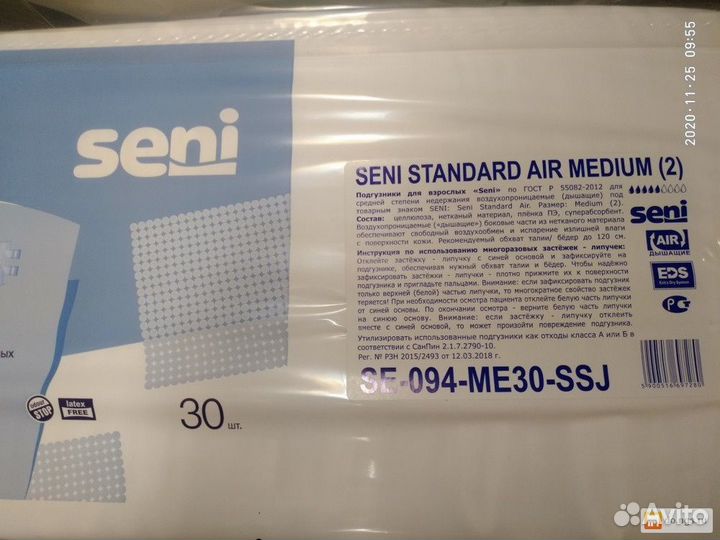 2020-11-25 09:55
seni
SENI STANDARD AIR MEDIUM (2)
Подгузники для взрослых «Seni» по ГОСТ Р 55082-2012 для
средней степени недержания воздухопроницаемые (дышащие) под
товарным знаком SENI: Seni Standard Air. Размер: Medium (2).
Состав: целлюлоза, нетканый материал, плёнка ПЭ, суперабсорбент.
Воздухопроницаемые («дышащие») боковые части из нетканого материала
обеспечивают свободный воздухообмен и испарение излишней влаги
с поверхности кожи. Рекомендуемый обхват талии/ бёдер до 120 см.
Инструкция по использованию многоразовых застёжек - липучек:
Отклейте застёжку - липучку с синей основой и зафиксируйте на
подгузнике, обеспечивая нужный обхват талии и бёдер. Чтобы надёжно
зафиксировать застёжки - липучки - плотно прижмите их к поверхности
подгузника и пригладьте пальцами. Внимание: если зафиксировать подгузник
только верхней (белой) частью липучки, то многократное свойство застёжек
теряется! При необходимости осмотра пациента отклейте белую часть липучки
от синей основы. По окончании осмотра - верните белую часть липучки
на синюю основу. Внимание: если застёжку - липучку отклеить
вместе с синей основой, то может произойти повреждение подгузника.
Утилизировать использованные подгузники как отходы класса А или Б в
соответствии с СанПин 2.1.7.2790-10.
Рег. № РЗН 2015/2493 от 12.03.2018 г.
SE-094-ME30-SSJ
seni
AIR
ДЫШАЩИЕ
EDS
Extra Dry System
5900516697280
ых
odour
STOP
latex
FREE
30 шт.
Avito